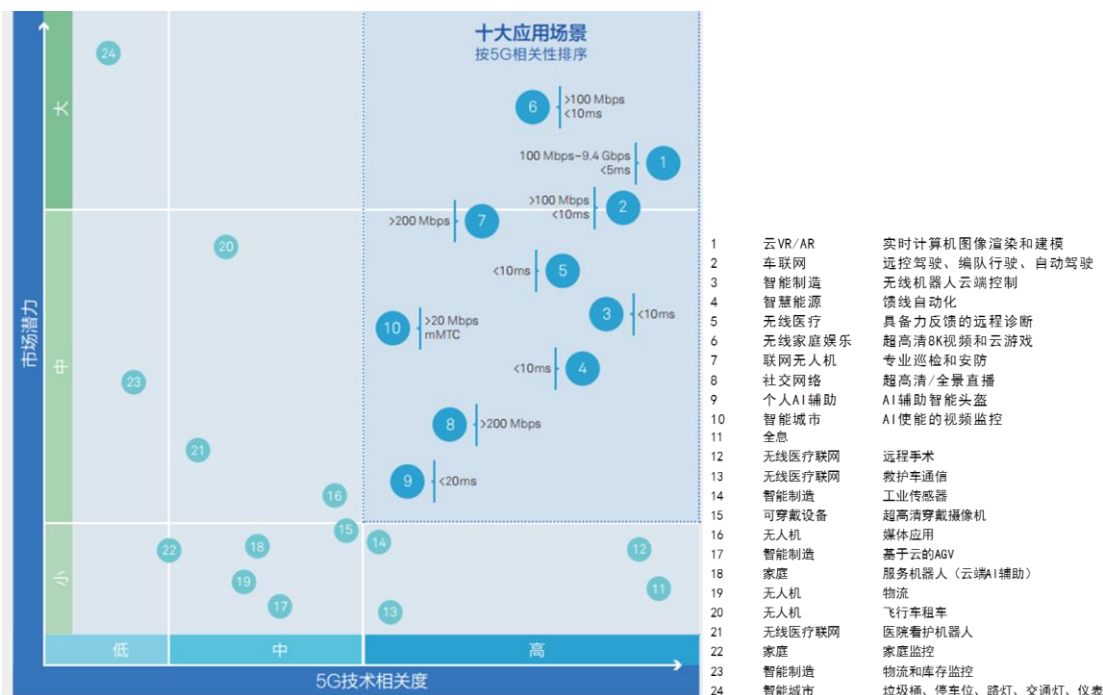 十大应用场景
按5G相关性排序
24
大
6
>100 Mbps
<10ms
100 Mbps–9.4 Gbps
<5ms
1
>100 Mbps
<10ms
2
>200 Mbps
7
20
<10ms
5
3
<10ms
10
>20 Mbps
mMTC
市场潜力
中
<10ms
4
23
8
>200 Mbps
21
9
<20ms
16
15
14
22
18
12
小
19
11
17
13
低
中
高
5G技术相关度
1 云VR/AR 实时计算机图像渲染和建模
2 车联网 远控驾驶、编队行驶、自动驾驶
3 智能制造 无线机器人云端控制
4 智慧能源 馈线自动化
5 无线医疗 具备力反馈的远程诊断
6 无线家庭娱乐 超高清8K视频和云游戏
7 联网无人机 专业巡检和安防
8 社交网络 超高清/全景直播
9 个人AI辅助 AI辅助智能头盔
10 智能城市 AI使能的视频监控
11 全息
12 无线医疗联网 远程手术
13 无线医疗联网 救护车通信
14 智能制造 工业传感器
15 可穿戴设备 超高清穿戴摄像机
16 无人机 媒体应用
17 智能制造 基于云的AGV
18 家庭 服务机器人（云端AI辅助）
19 无人机 物流
20 无人机 飞行车租车
21 无线医疗联网 医院看护机器人
22 家庭 家庭监控
23 智能制造 物流和库存监控
24 智能城市 垃圾桶、停车位、路灯、交通灯、仪表